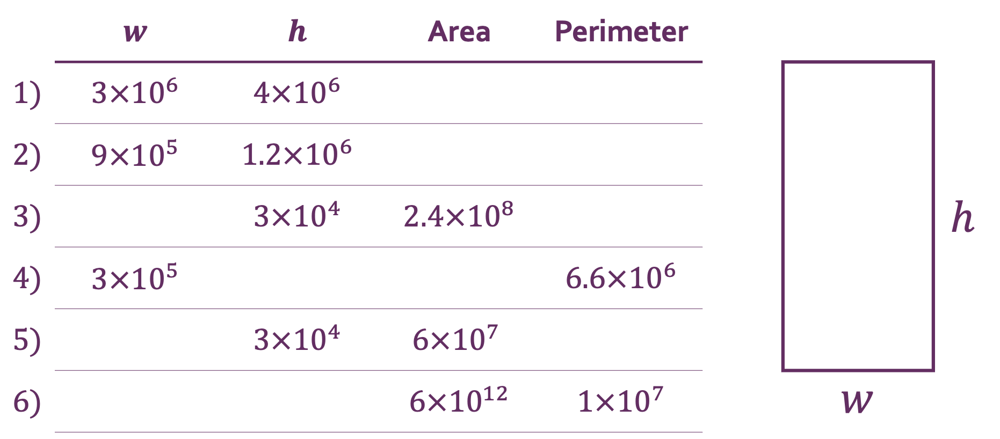 w h Area Perimeter
1) 3×10⁶ 4×10⁶
2) 9×10⁵ 1.2×10⁶
3) 3×10⁴ 2.4×10⁸
4) 3×10⁵ 6.6×10⁶
5) 3×10⁴ 6×10⁷
6) 6×10¹² 1×10⁷
h
w